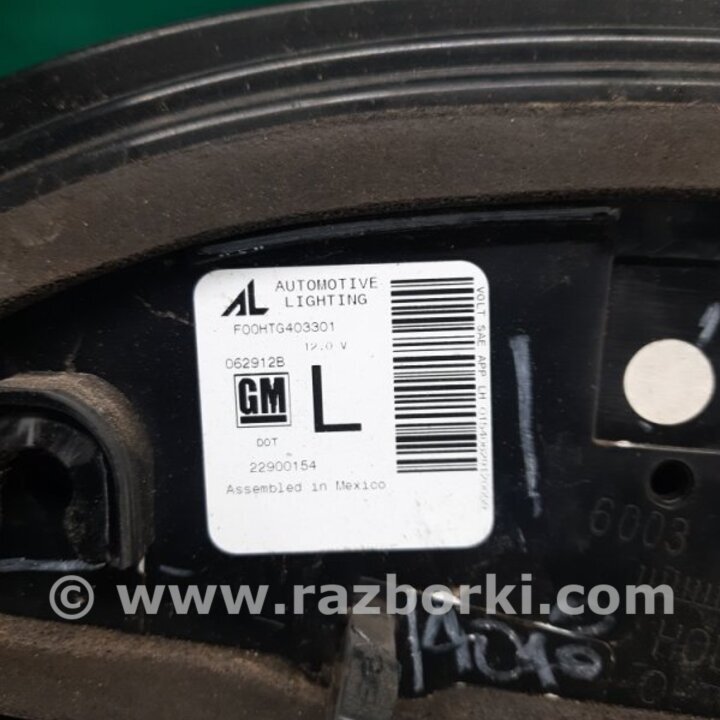 AL AUTOMOTIVE
LIGHTING
F00HTG403301
12.0 V
062912B
GM L
DOT
22900154
Assembled in Mexico
VOLT SAE APP LH
6003
© www.razborki.com